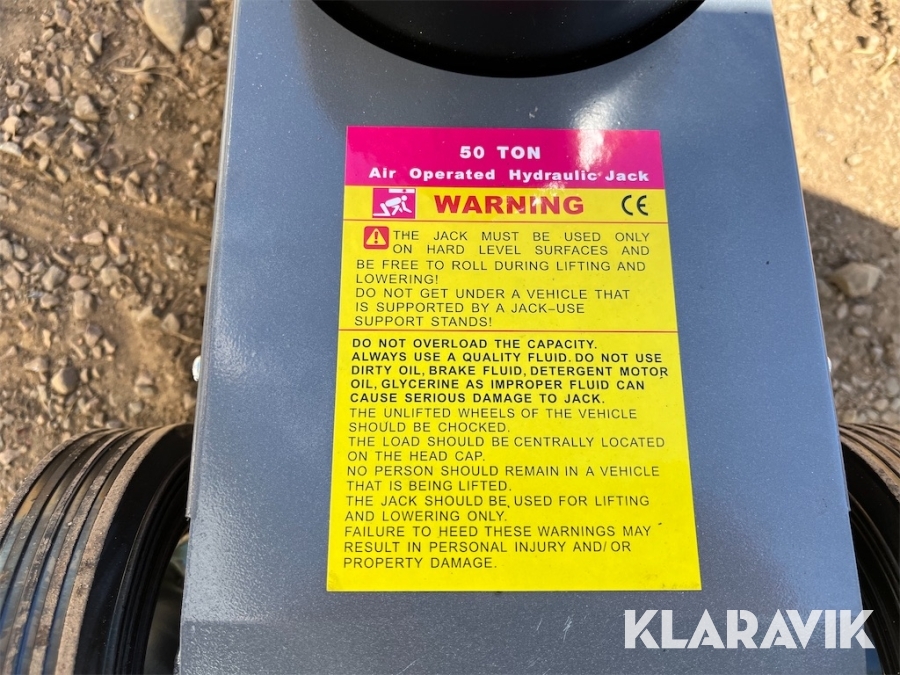 50 TON
Air Operated Hydraulic Jack
WARNING CE
THE JACK MUST BE USED ONLY
ON HARD LEVEL SURFACES AND
BE FREE TO ROLL DURING LIFTING AND
LOWERING!
DO NOT GET UNDER A VEHICLE THAT
IS SUPPORTED BY A JACK–USE
SUPPORT STANDS!
DO NOT OVERLOAD THE CAPACITY.
ALWAYS USE A QUALITY FLUID. DO NOT USE
DIRTY OIL, BRAKE FLUID, DETERGENT MOTOR
OIL, GLYCERINE AS IMPROPER FLUID CAN
CAUSE SERIOUS DAMAGE TO JACK.
THE UNLIFTED WHEELS OF THE VEHICLE
SHOULD BE CHOCKED.
THE LOAD SHOULD BE CENTRALLY LOCATED
ON THE HEAD CAP.
NO PERSON SHOULD REMAIN IN A VEHICLE
THAT IS BEING LIFTED.
THE JACK SHOULD BE USED FOR LIFTING
AND LOWERING ONLY.
FAILURE TO HEED THESE WARNINGS MAY
RESULT IN PERSONAL INJURY AND/OR
PROPERTY DAMAGE.
KLARAVIK